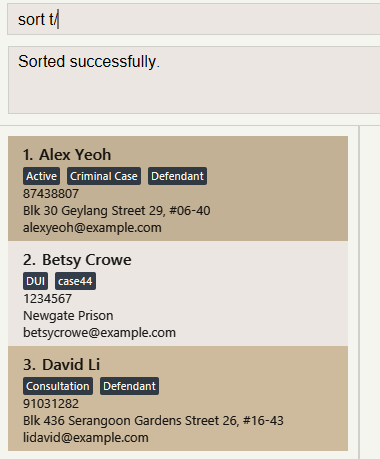 sort t/
Sorted successfully.
1. Alex Yeoh
Active Criminal Case Defendant
87438807
Blk 30 Geylang Street 29, #06-40
alexyeoh@example.com
2. Betsy Crowe
DUI case44
1234567
Newgate Prison
betsycrowe@example.com
3. David Li
Consultation Defendant
91031282
Blk 436 Serangoon Gardens Street 26, #16-43
lidavid@example.com